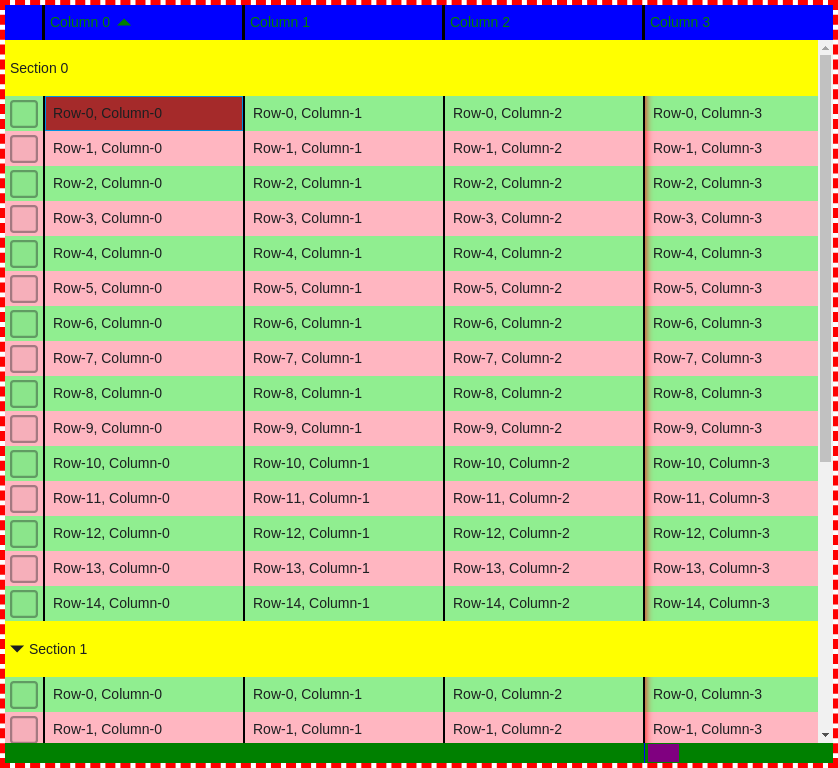 Column 0 Column 1 Column 2 Column 3
Section 0
Row-0, Column-0 Row-0, Column-1 Row-0, Column-2 Row-0, Column-3
Row-1, Column-0 Row-1, Column-1 Row-1, Column-2 Row-1, Column-3
Row-2, Column-0 Row-2, Column-1 Row-2, Column-2 Row-2, Column-3
Row-3, Column-0 Row-3, Column-1 Row-3, Column-2 Row-3, Column-3
Row-4, Column-0 Row-4, Column-1 Row-4, Column-2 Row-4, Column-3
Row-5, Column-0 Row-5, Column-1 Row-5, Column-2 Row-5, Column-3
Row-6, Column-0 Row-6, Column-1 Row-6, Column-2 Row-6, Column-3
Row-7, Column-0 Row-7, Column-1 Row-7, Column-2 Row-7, Column-3
Row-8, Column-0 Row-8, Column-1 Row-8, Column-2 Row-8, Column-3
Row-9, Column-0 Row-9, Column-1 Row-9, Column-2 Row-9, Column-3
Row-10, Column-0 Row-10, Column-1 Row-10, Column-2 Row-10, Column-3
Row-11, Column-0 Row-11, Column-1 Row-11, Column-2 Row-11, Column-3
Row-12, Column-0 Row-12, Column-1 Row-12, Column-2 Row-12, Column-3
Row-13, Column-0 Row-13, Column-1 Row-13, Column-2 Row-13, Column-3
Row-14, Column-0 Row-14, Column-1 Row-14, Column-2 Row-14, Column-3
Section 1
Row-0, Column-0 Row-0, Column-1 Row-0, Column-2 Row-0, Column-3
Row-1, Column-0 Row-1, Column-1 Row-1, Column-2 Row-1, Column-3